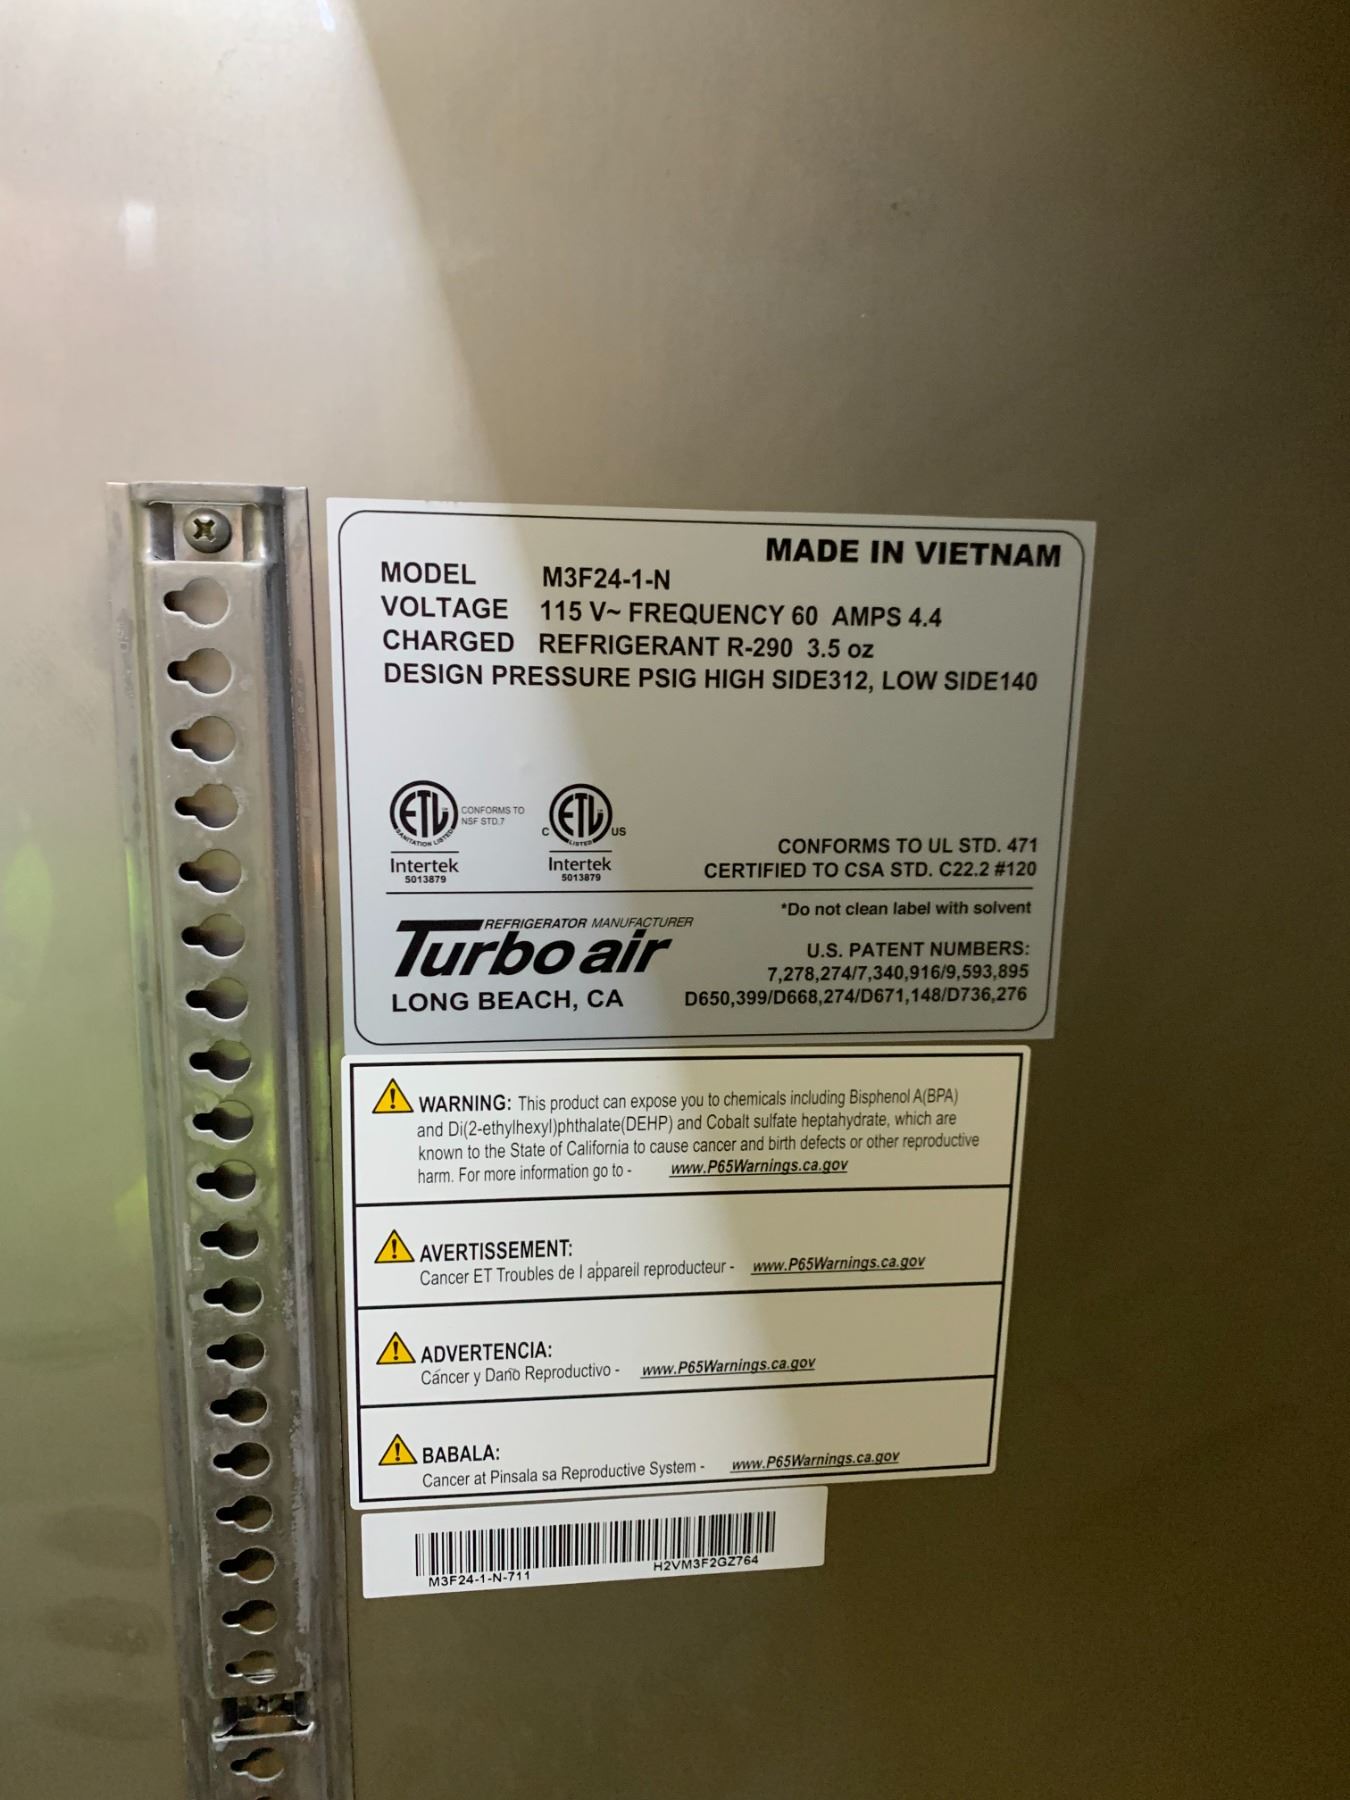 MADE IN VIETNAM
MODEL M3F24-1-N
VOLTAGE 115 V~ FREQUENCY 60 AMPS 4.4
CHARGED REFRIGERANT R-290 3.5 oz
DESIGN PRESSURE PSIG HIGH SIDE312, LOW SIDE140
ETL CONFORMS TO
NSF STD.7
SANITATION LISTED
Intertek
5013879
C ETL US
LISTED
Intertek
5013879
CONFORMS TO UL STD. 471
CERTIFIED TO CSA STD. C22.2 #120
*Do not clean label with solvent
REFRIGERATOR MANUFACTURER
Turbo air
LONG BEACH, CA
U.S. PATENT NUMBERS:
7,278,274/7,340,916/9,593,895
D650,399/D668,274/D671,148/D736,276
WARNING: This product can expose you to chemicals including Bisphenol A(BPA)
and Di(2-ethylhexyl)phthalate(DEHP) and Cobalt sulfate heptahydrate, which are
known to the State of California to cause cancer and birth defects or other reproductive
harm. For more information go to - www.P65Warnings.ca.gov
AVERTISSEMENT:
Cancer ET Troubles de l appareil reproducteur - www.P65Warnings.ca.gov
ADVERTENCIA:
Cáncer y Dano Reproductivo - www.P65Warnings.ca.gov
BABALA:
Cancer at Pinsala sa Reproductive System - www.P65Warnings.ca.gov
M3F24-1-N-711 H2VM3F2GZ764